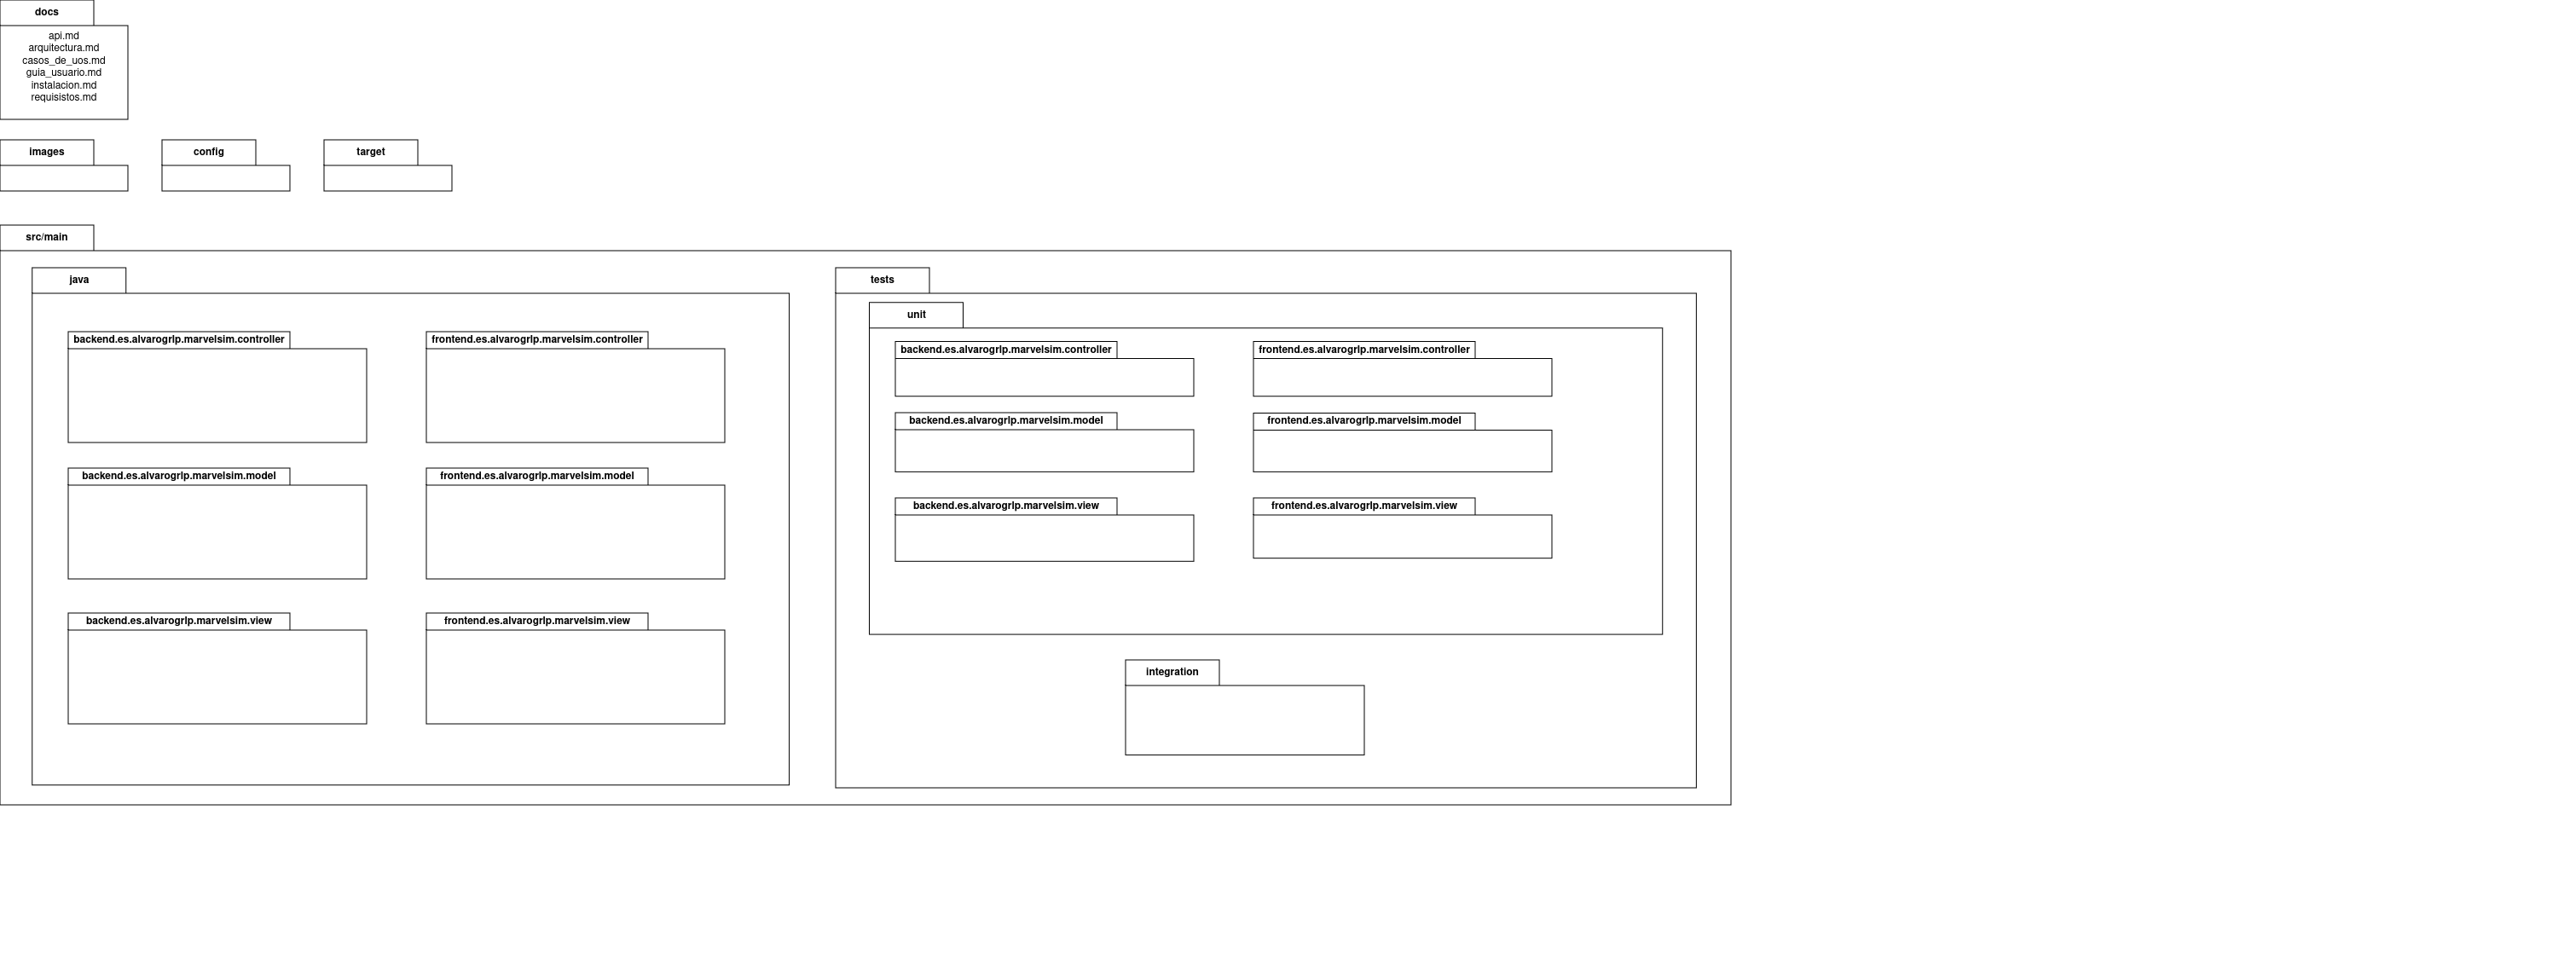 docs
api.md
arquitectura.md
casos_de_uos.md
guia_usuario.md
instalacion.md
requisistos.md
images
config
target
src/main
java
backend.es.alvarogrlp.marvelsim.controller
frontend.es.alvarogrlp.marvelsim.controller
backend.es.alvarogrlp.marvelsim.model
frontend.es.alvarogrlp.marvelsim.model
backend.es.alvarogrlp.marvelsim.view
frontend.es.alvarogrlp.marvelsim.view
tests
unit
backend.es.alvarogrlp.marvelsim.controller
frontend.es.alvarogrlp.marvelsim.controller
backend.es.alvarogrlp.marvelsim.model
frontend.es.alvarogrlp.marvelsim.model
backend.es.alvarogrlp.marvelsim.view
frontend.es.alvarogrlp.marvelsim.view
integration